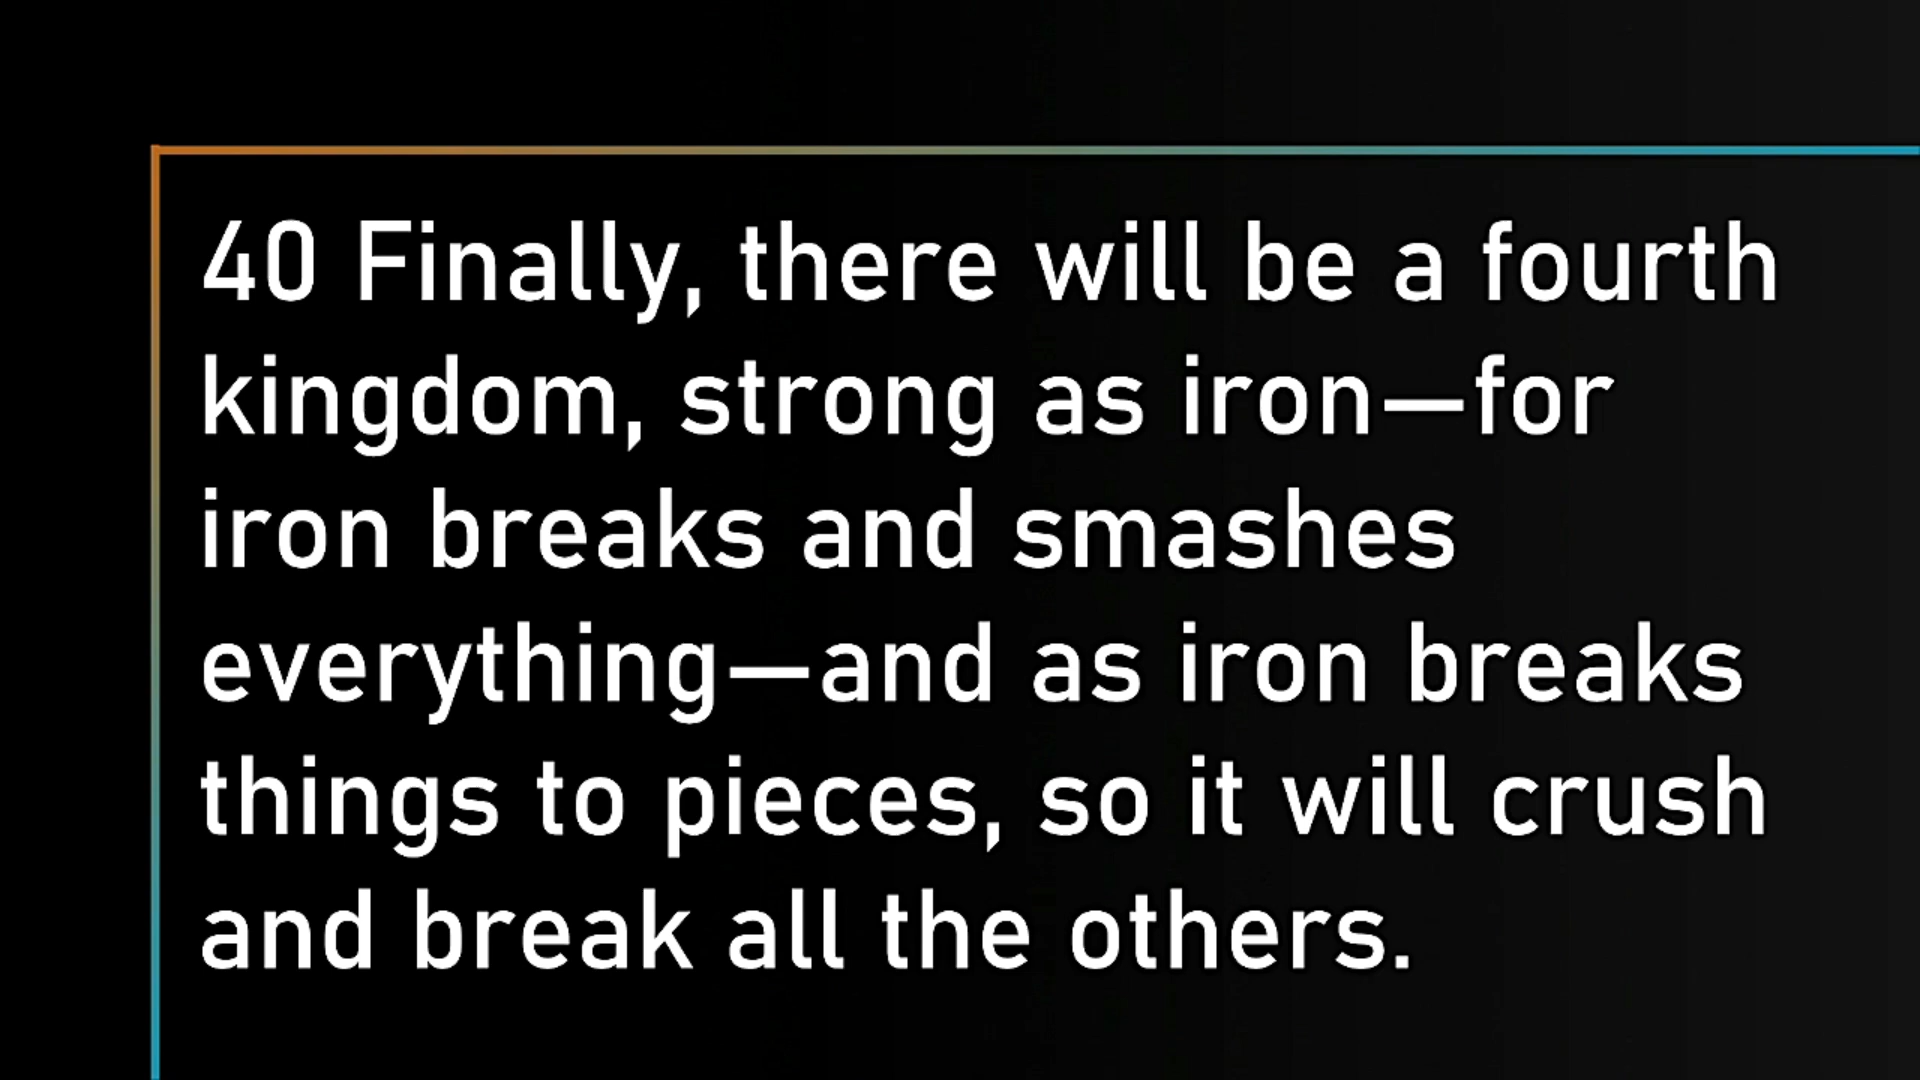 40 Finally, there will be a fourth
kingdom, strong as iron—for
iron breaks and smashes
everything—and as iron breaks
things to pieces, so it will crush
and break all the others.